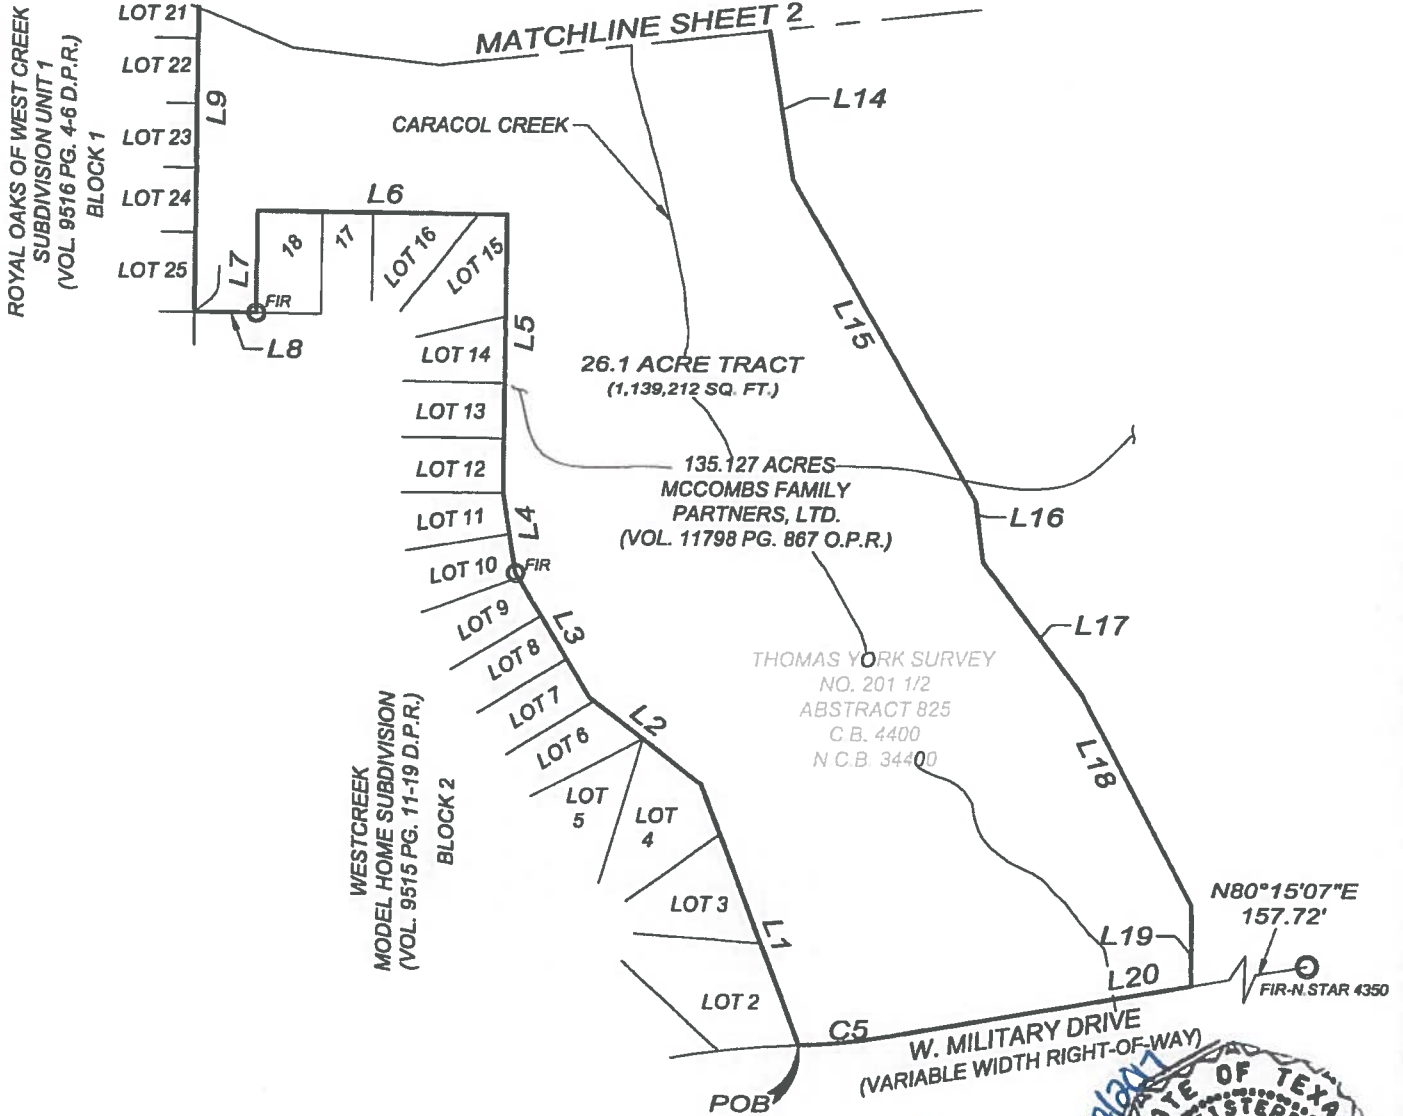 LOT 21
LOT 22
LOT 23
LOT 24
LOT 25
ROYAL OAKS OF WEST CREEK
SUBDIVISION UNIT 1
(VOL. 9516 PG. 4-6 D.P.R.)
BLOCK 1
L9
MATCHLINE SHEET 2
L14
CARACOL CREEK
L6
18
17
LOT 16
LOT 15
L7
FIR
L8
L5
L15
LOT 14
26.1 ACRE TRACT
(1,139,212 SQ. FT.)
LOT 13
LOT 12
135.127 ACRES
MCCOMBS FAMILY
PARTNERS, LTD.
(VOL. 11798 PG. 867 O.P.R.)
L16
LOT 11
L4
LOT 10
FIR
LOT 9
L3
LOT 8
LOT 7
LOT 6
L2
L17
THOMAS YORK SURVEY
NO. 201 1/2
ABSTRACT 825
C.B. 4400
N.C.B. 34400
L18
WESTCREEK
MODEL HOME SUBDIVISION
(VOL. 9515 PG. 11-19 D.P.R.)
BLOCK 2
LOT
5
LOT
4
LOT 3
L1
LOT 2
N80°15'07"E
157.72'
L19
L20
FIR-N.STAR 4350
C5
W. MILITARY DRIVE
(VARIABLE WIDTH RIGHT-OF-WAY)
POB
/2017
OF TEXA